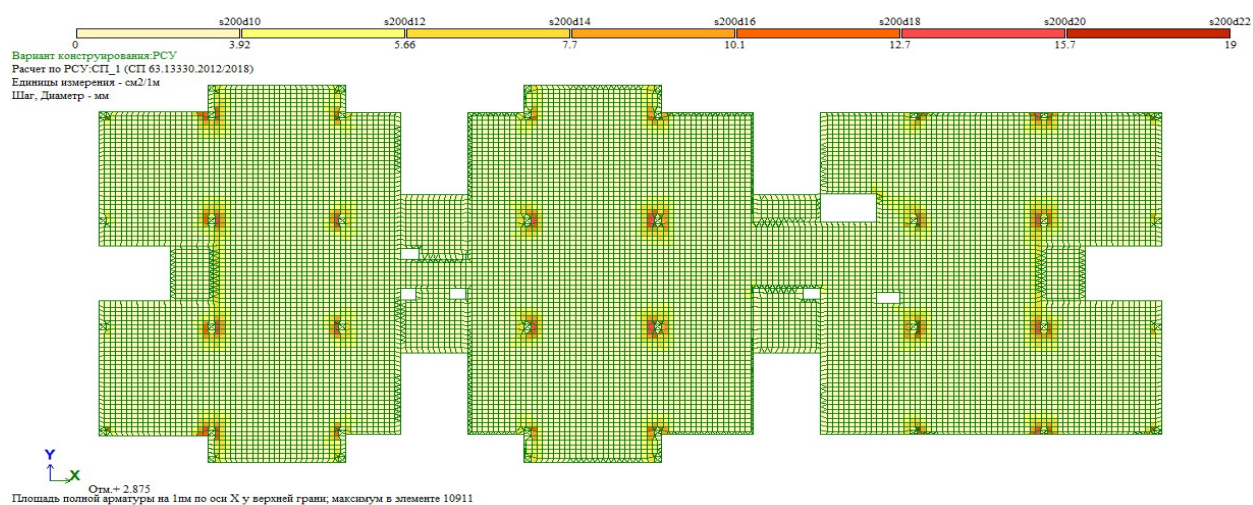 s200d10 s200d12 s200d14 s200d16 s200d18 s200d20 s200d22
0 3.92 5.66 7.7 10.1 12.7 15.7 19
Вариант конструирования:РСУ
Расчет по РСУ:СП_1 (СП 63.13330.2012/2018)
Единицы измерения - см2/1м
Шаг, Диаметр - мм
Y
X
Отм.+ 2.875
Площадь полной арматуры на 1пм по оси X у верхней грани; максимум в элементе 10911